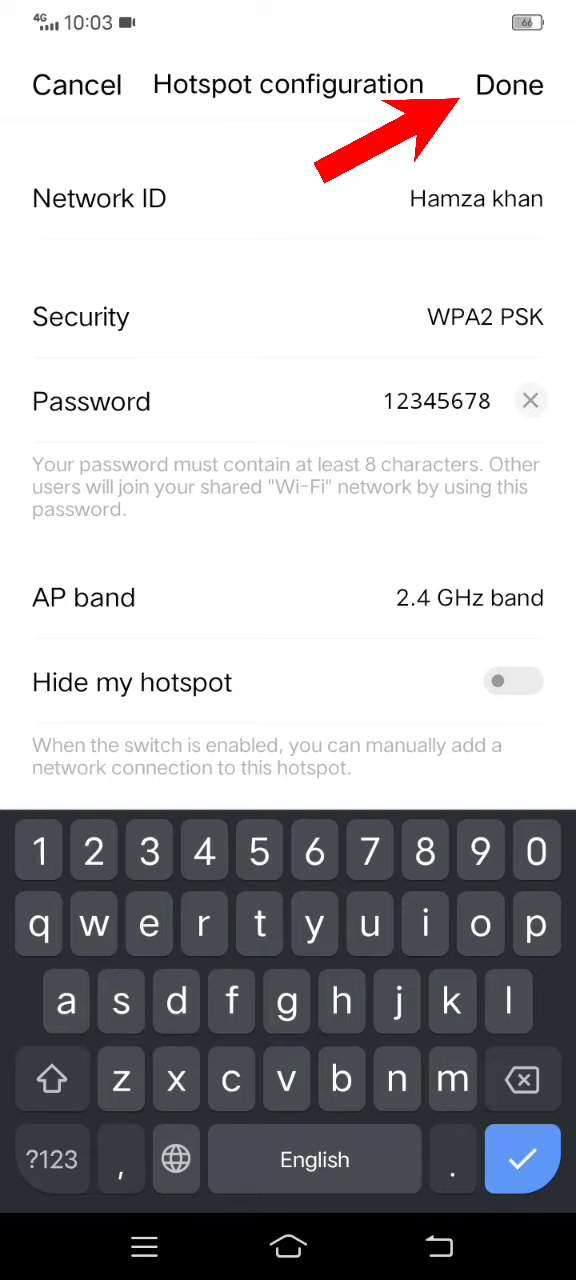 4G 10:03 66
Cancel Hotspot configuration Done
Network ID Hamza khan
Security WPA2 PSK
Password 12345678
Your password must contain at least 8 characters. Other
users will join your shared "Wi-Fi" network by using this
password.
AP band 2.4 GHz band
Hide my hotspot
When the switch is enabled, you can manually add a
network connection to this hotspot.
1 2 3 4 5 6 7 8 9 0
q w e r t y u i o p
a s d f g h j k l
z x c v b n m
?123 , English .